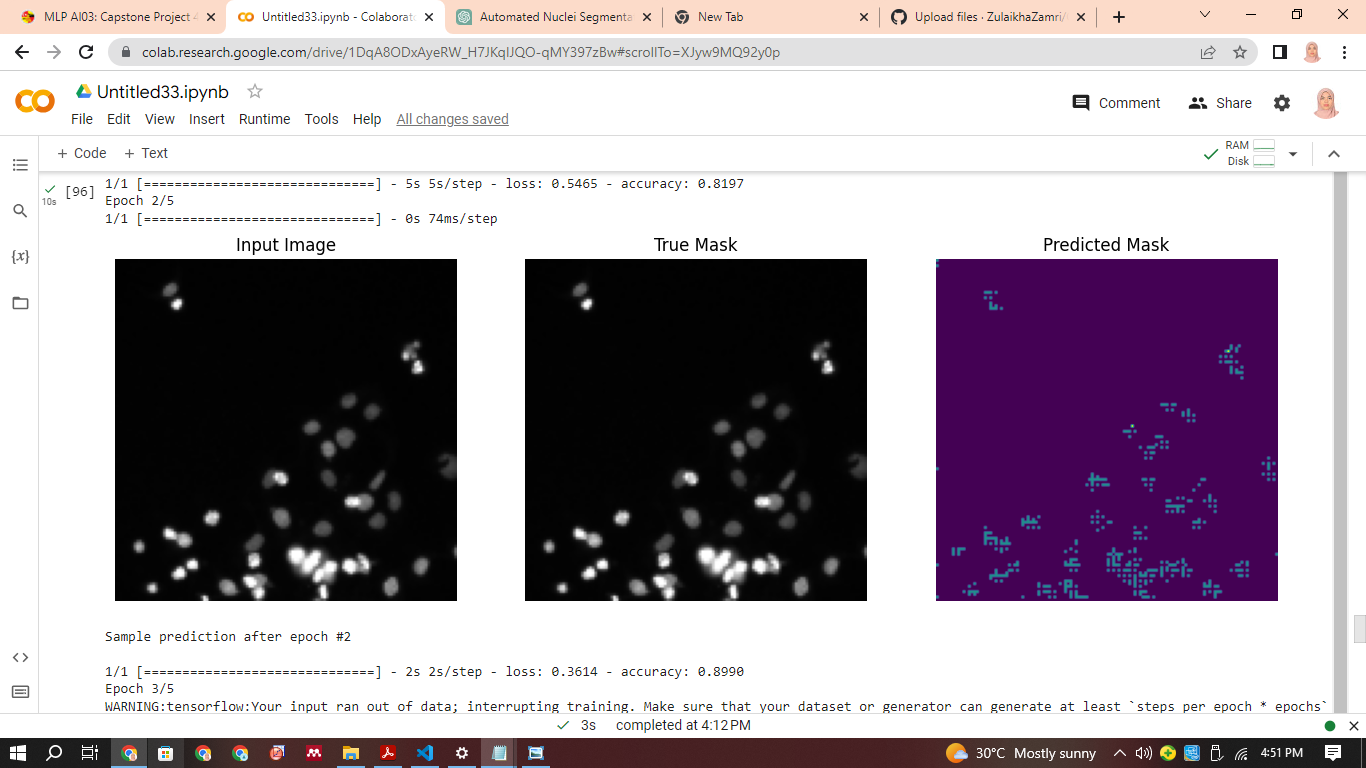 MLP AI03: Capstone Project
Untitled33.ipynb - Colaborat
Automated Nuclei Segmenta
New Tab
Upload files · ZulaikhaZamri/
colab.research.google.com/drive/1DqA8ODxAyeRW_H7JKqIJQO-qMY397zBw#scrollTo=XJyw9MQ92y0p
Untitled33.ipynb
Comment
Share
File Edit View Insert Runtime Tools Help All changes saved
+ Code + Text
RAM
Disk
[96]
10s
1/1 [==============================] - 5s 5s/step - loss: 0.5465 - accuracy: 0.8197
Epoch 2/5
1/1 [==============================] - 0s 74ms/step
Input Image True Mask Predicted Mask
Sample prediction after epoch #2
1/1 [==============================] - 2s 2s/step - loss: 0.3614 - accuracy: 0.8990
Epoch 3/5
WARNING:tensorflow:Your input ran out of data; interrupting training. Make sure that your dataset or generator can generate at least `steps_per_epoch * epochs`
3s completed at 4:12 PM
30°C Mostly sunny
4:51 PM